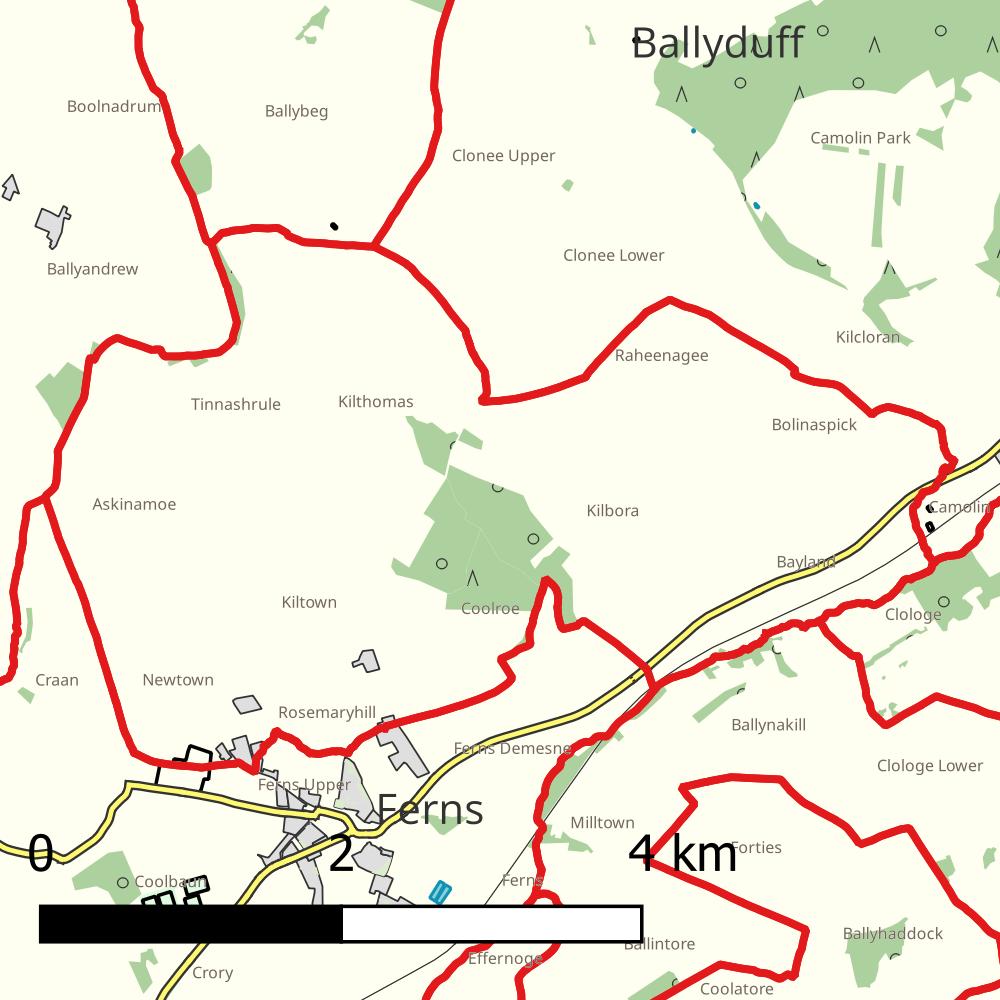 Ballyduff
Boolnadrum
Ballybeg
Camolin Park
Clonee Upper
Clonee Lower
Ballyandrew
Kilcloran
Raheenagee
Tinnashrule
Kilthomas
Bolinaspick
Askinamoe
Kilbora
Camolin
Bayland
Kiltown
Coolroe
Clologe
Craan
Newtown
Rosemaryhill
Ballynakill
Ferns Demesne
Clologe Lower
Ferns Upper
Ferns
Milltown
Forties
0 2 4 km
Coolbaun
Ferns
Ballyhaddock
Ballintore
Effernoge
Crory
Coolatore